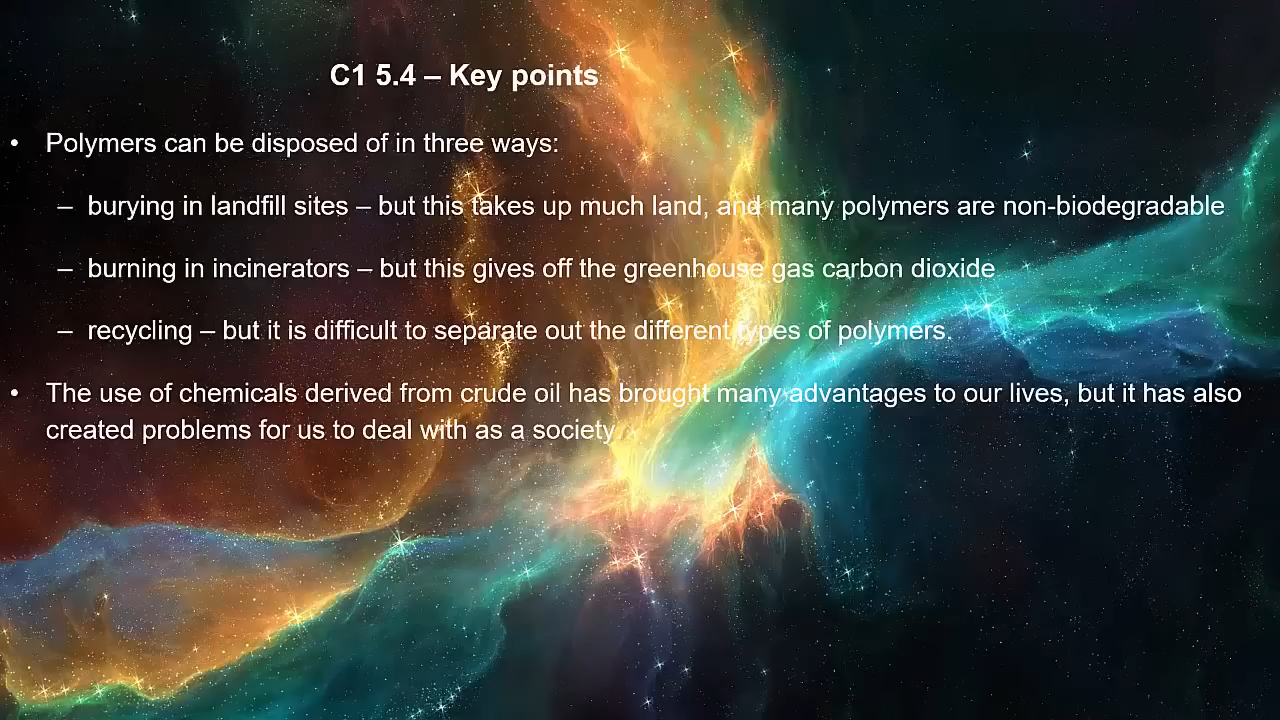 C1 5.4 – Key points
• Polymers can be disposed of in three ways:
– burying in landfill sites – but this takes up much land, and many polymers are non-biodegradable
– burning in incinerators – but this gives off the greenhouse gas carbon dioxide
– recycling – but it is difficult to separate out the different types of polymers.
• The use of chemicals derived from crude oil has brought many advantages to our lives, but it has also
created problems for us to deal with as a society.